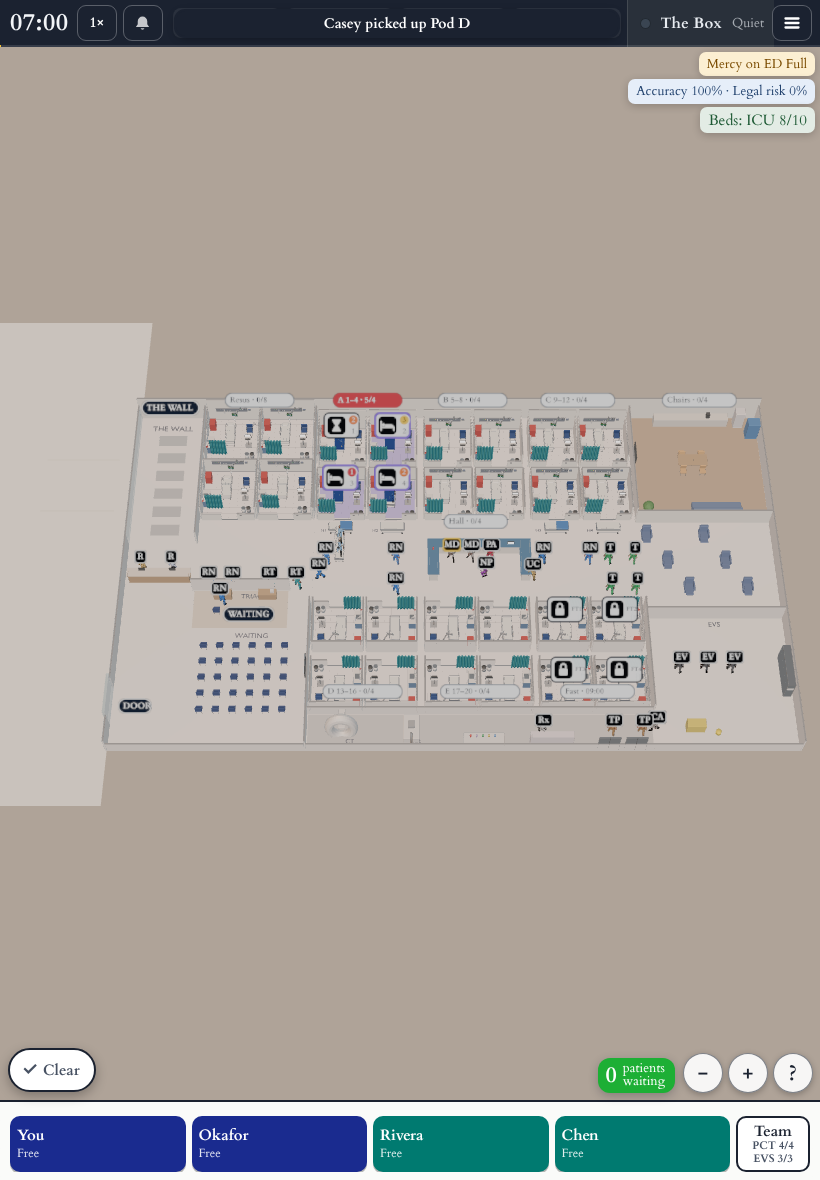 07:00
1×
Casey picked up Pod D
The Box
Quiet
Mercy on ED Full
Accuracy 100% · Legal risk 0%
Beds: ICU 8/10
THE WALL
A 1-4 · 5/4
B 5-8 · 0/4
C 9-12 · 0/4
Chairs · 0/4
THE WALL
Hall · 0/4
R
R
RN
RN
RN
MD
MD
PA
RN
RN
T
T
RN
NP
UC
RN
RN
RT
RT
RN
T
T
RN
WAITING
WAITING
EVS
EV
EV
EV
D 13-16 · 0/4
E 17-20 · 0/4
Fast · 09:00
DOOR
Rx
TP
TP
CT
Clear
0 patients
waiting
−
+
?
You
Free
Okafor
Free
Rivera
Free
Chen
Free
Team
PCT 4/4
EVS 3/3